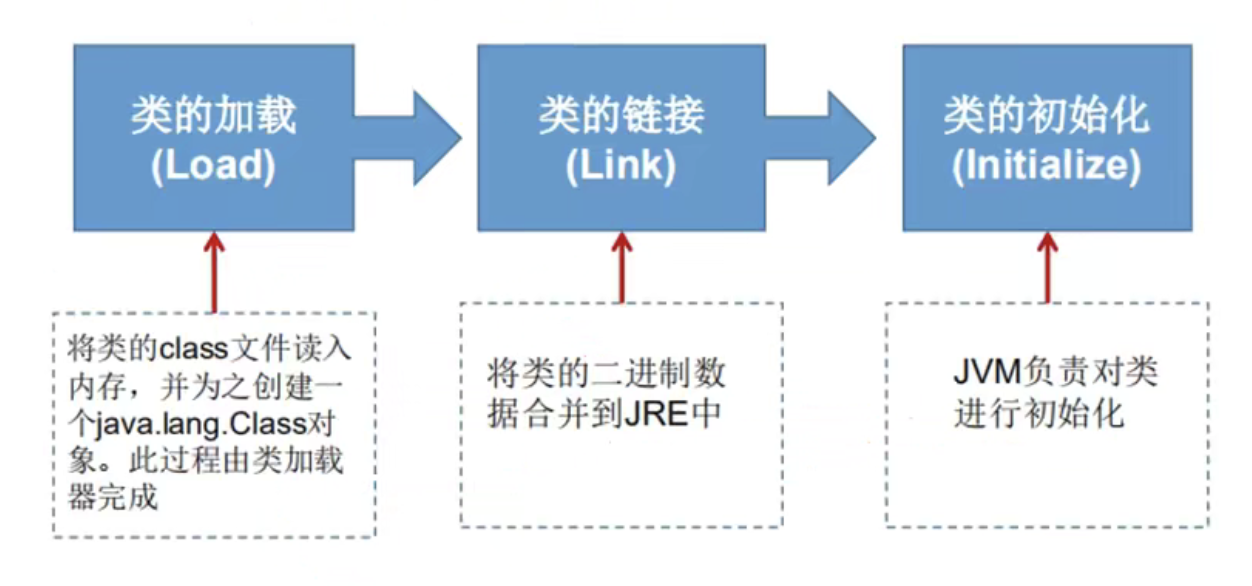 类的加载
(Load)
类的链接
(Link)
类的初始化
(Initialize)
将类的class文件读入
内存，并为之创建一
个java.lang.Class对
象。此过程由类加载
器完成
将类的二进制数
据合并到JRE中
JVM负责对类
进行初始化